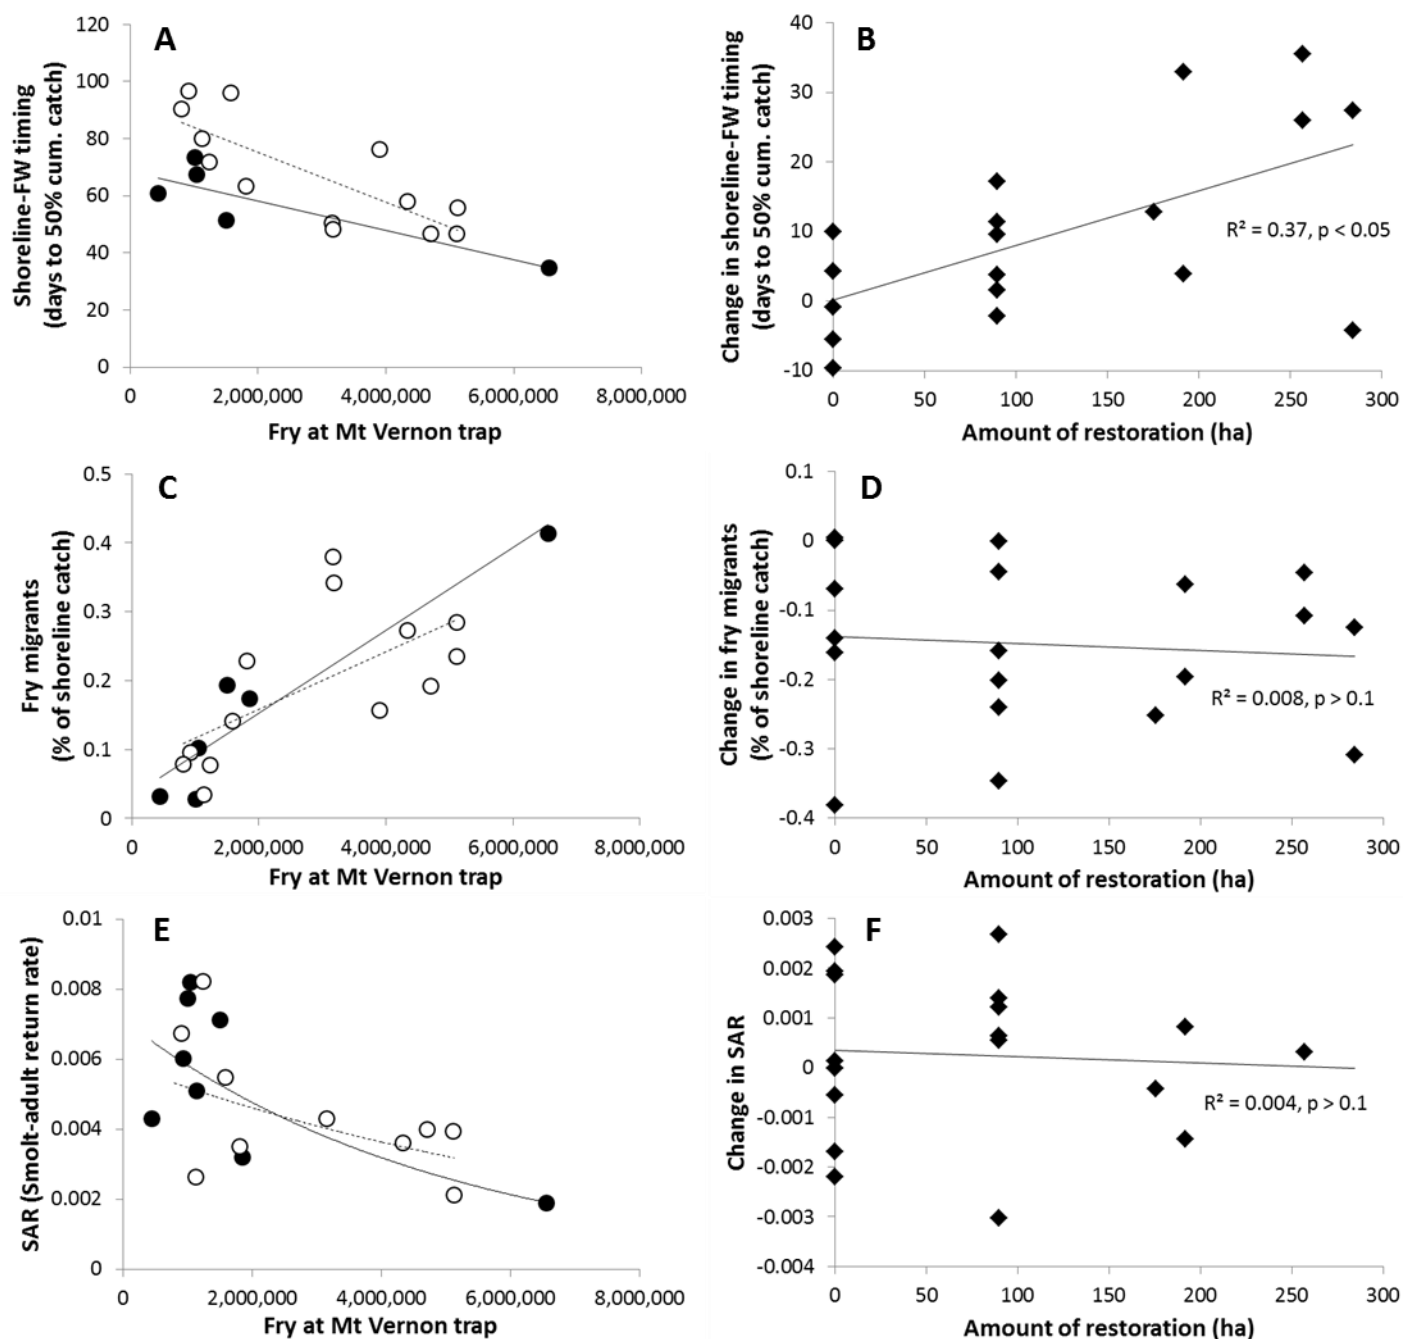 A
Shoreline-FW timing
(days to 50% cum. catch)
120
100
80
60
40
20
0
0 2,000,000 4,000,000 6,000,000 8,000,000
Fry at Mt Vernon trap
B
Change in shoreline-FW timing
(days to 50% cum. catch)
40
30
20
10
0
-10
R² = 0.37, p < 0.05
0 50 100 150 200 250 300
Amount of restoration (ha)
C
Fry migrants
(% of shoreline catch)
0.5
0.4
0.3
0.2
0.1
0
0 2,000,000 4,000,000 6,000,000 8,000,000
Fry at Mt Vernon trap
D
Change in fry migrants
(% of shoreline catch)
0.1
0
-0.1
-0.2
-0.3
-0.4
R² = 0.008, p > 0.1
0 50 100 150 200 250 300
Amount of restoration (ha)
E
SAR (Smolt-adult return rate)
0.01
0.008
0.006
0.004
0.002
0
0 2,000,000 4,000,000 6,000,000 8,000,000
Fry at Mt Vernon trap
F
Change in SAR
0.003
0.002
0.001
0
-0.001
-0.002
-0.003
-0.004
R² = 0.004, p > 0.1
0 50 100 150 200 250 300
Amount of restoration (ha)